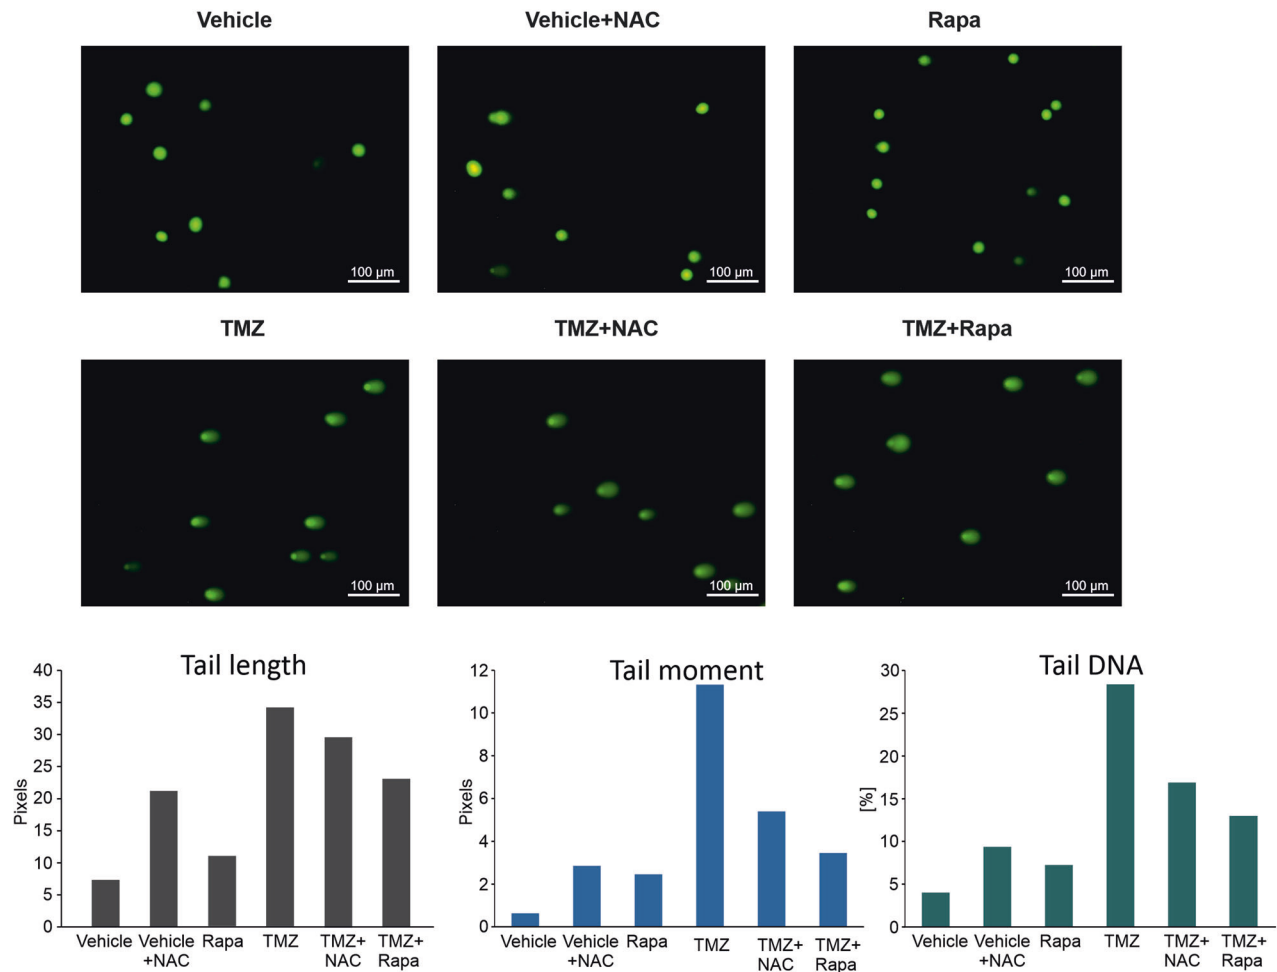 Vehicle
Vehicle+NAC
Rapa
100 µm
100 µm
100 µm
TMZ
TMZ+NAC
TMZ+Rapa
100 µm
100 µm
100 µm
Tail length
40
35
30
25
20
15
10
5
0
Pixels
Vehicle
Vehicle
+NAC
Rapa
TMZ
TMZ+
NAC
TMZ+
Rapa
Tail moment
12
10
8
6
4
2
0
Pixels
Vehicle
Vehicle
+NAC
Rapa
TMZ
TMZ+
NAC
TMZ+
Rapa
Tail DNA
30
25
20
15
10
5
0
[%]
Vehicle
Vehicle
+NAC
Rapa
TMZ
TMZ+
NAC
TMZ+
Rapa